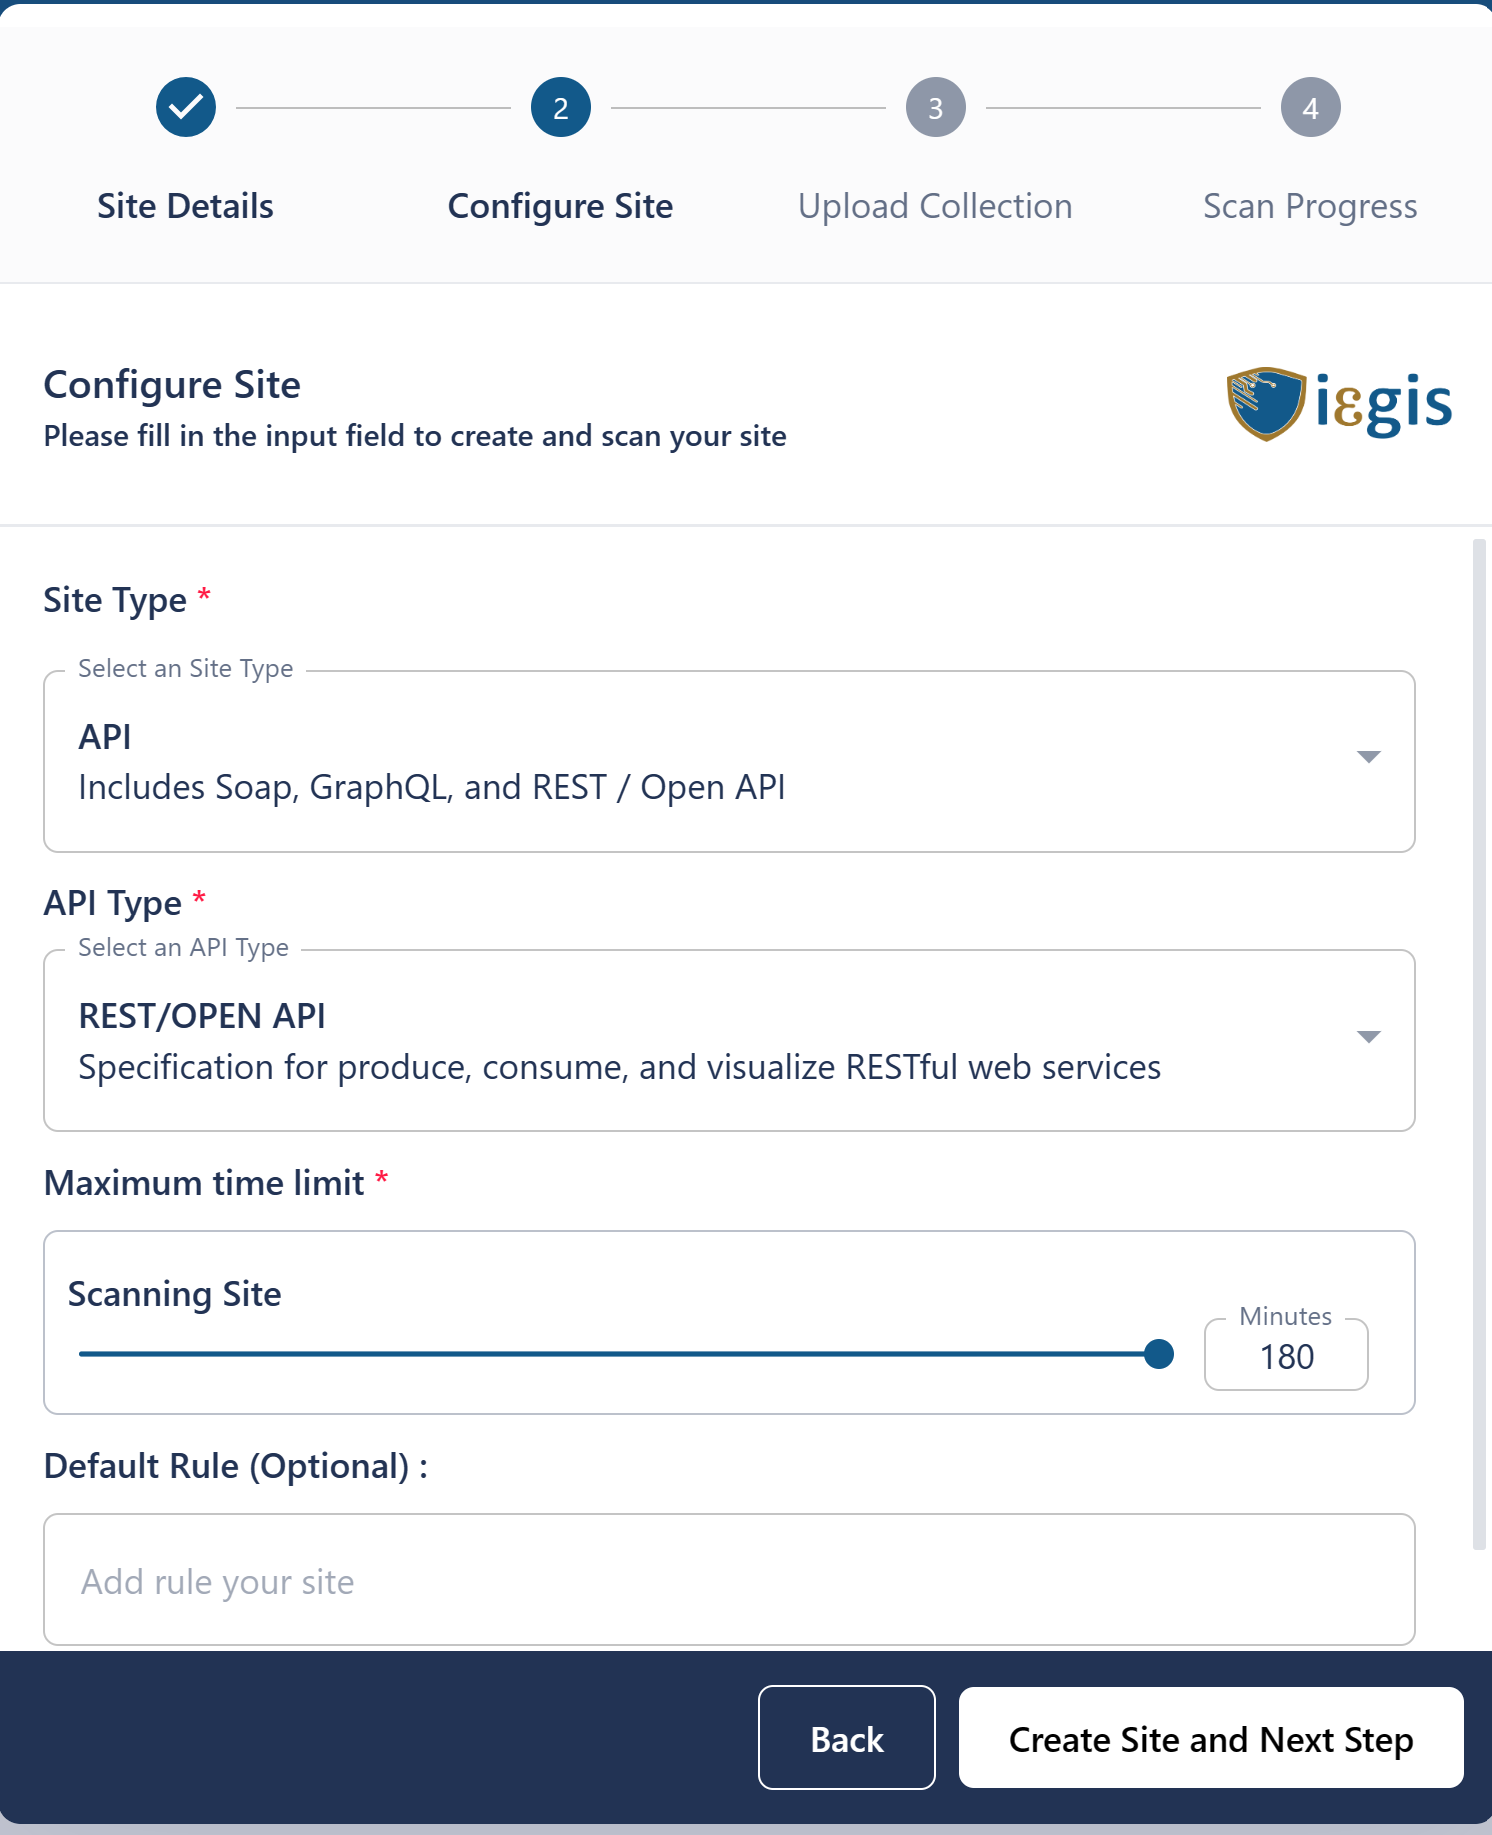 2
3
4
Site Details
Configure Site
Upload Collection
Scan Progress
Configure Site
Please fill in the input field to create and scan your site
iεgis
Site Type *
Select an Site Type
API
Includes Soap, GraphQL, and REST / Open API
API Type *
Select an API Type
REST/OPEN API
Specification for produce, consume, and visualize RESTful web services
Maximum time limit *
Scanning Site
Minutes
180
Default Rule (Optional) :
Add rule your site
Back
Create Site and Next Step